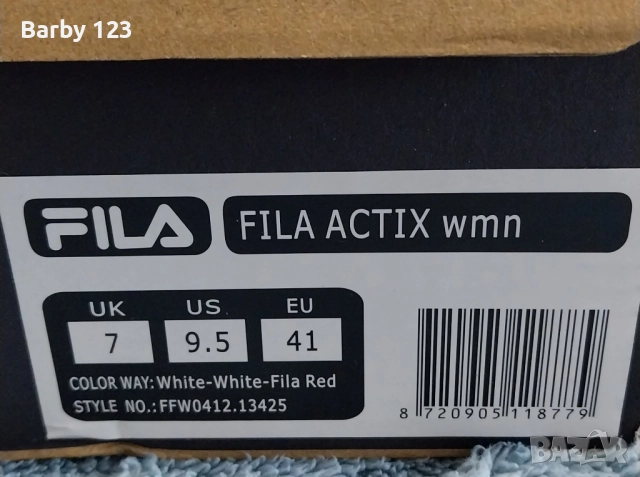 Barby 123
FILA
FILA ACTIX wmn
UK US EU
7 9.5 41
COLOR WAY: White-White-Fila Red
STYLE NO.: FFW0412.13425
8 720905 118779
BAZAR